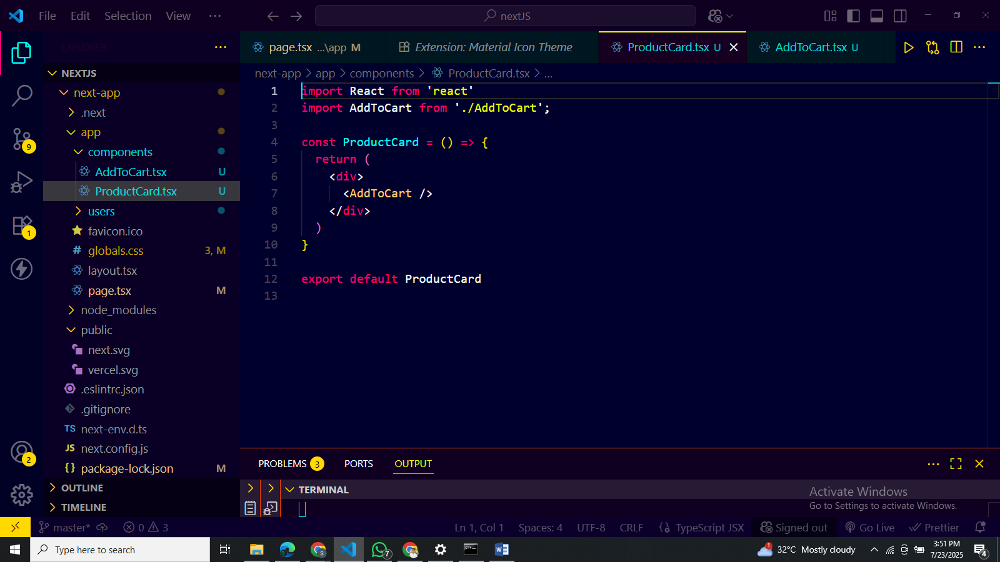 File Edit Selection View ··· nextJS
EXPLORER ···
page.tsx ...\app M Extension: Material Icon Theme ProductCard.tsx U AddToCart.tsx U ···
next-app > app > components > ProductCard.tsx > ...
NEXTJS
next-app
.next
app
components
AddToCart.tsx U
ProductCard.tsx U
users
favicon.ico
# globals.css 3, M
layout.tsx
page.tsx M
node_modules
public
next.svg
vercel.svg
.eslintrc.json
.gitignore
TS next-env.d.ts
JS next.config.js
{} package-lock.json M
OUTLINE
TIMELINE
9
1
2
1 import React from 'react'
2 import AddToCart from './AddToCart';
3
4 const ProductCard = () => {
5 return (
6 <div>
7 <AddToCart />
8 </div>
9 )
10 }
11
12 export default ProductCard
13
PROBLEMS 3 PORTS OUTPUT ···
TERMINAL
Activate Windows
Go to Settings to activate Windows.
master* 0 3 Ln 1, Col 1 Spaces: 4 UTF-8 CRLF {} TypeScript JSX Signed out Go Live Prettier
Type here to search S 7 W 1 32°C Mostly cloudy 3:51 PM
7/23/2025 4